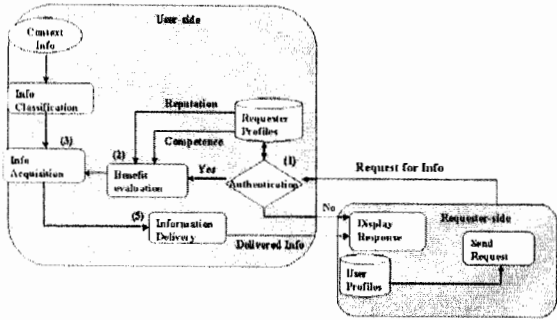 User-side
Context
Info
Info
Classification
Reputation
Requester
Profiles
Competence
(3)
(2)
(1)
Info
Acquisition
Benefit
evaluation
Yes
Authentication
Request for Info
(5)
Information
Delivery
Delivered Info
No
Requester-side
Display
Response
Send
Request
User
Profiles